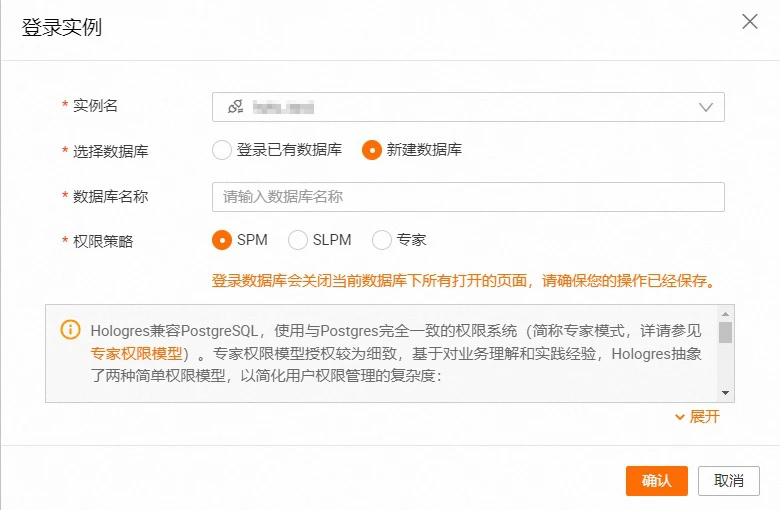 登录实例
* 实例名
* 选择数据库 登录已有数据库 新建数据库
* 数据库名称 请输入数据库名称
* 权限策略 SPM SLPM 专家
登录数据库会关闭当前数据库下所有打开的页面，请确保您的操作已经保存。
Hologres兼容PostgreSQL，使用与Postgres完全一致的权限系统（简称专家模式，详请参见
专家权限模型）。专家权限模型授权较为细致，基于对业务理解和实践经验，Hologres抽象
了两种简单权限模型，以简化用户权限管理的复杂度：
展开
确认 取消